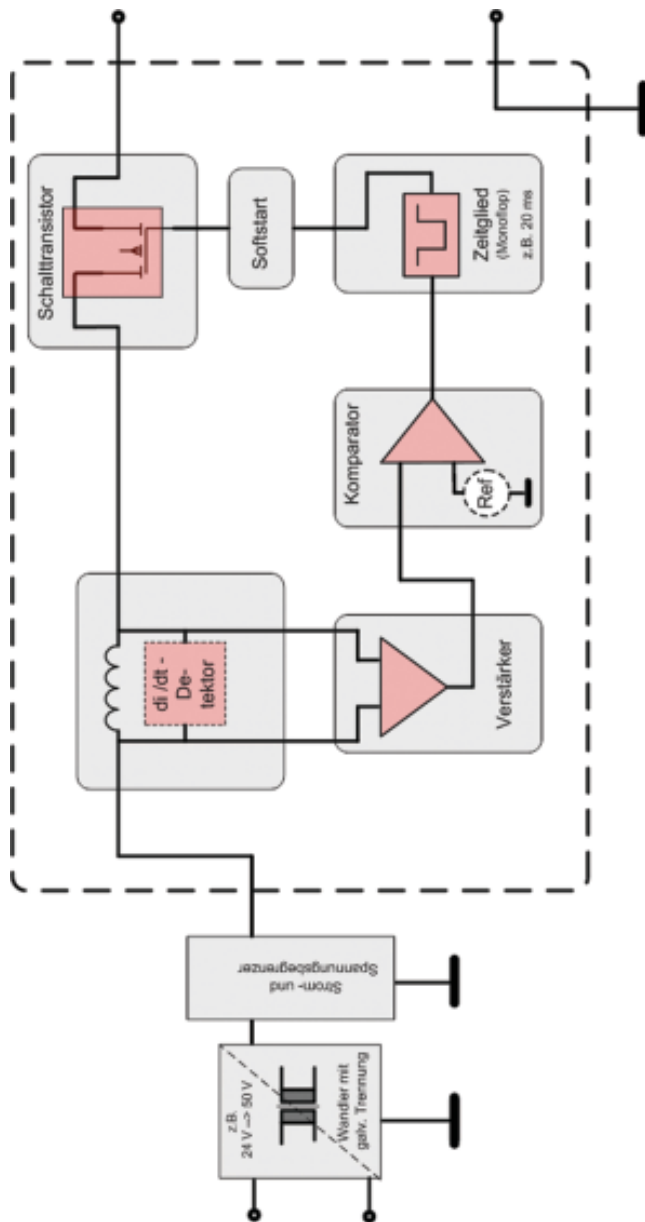 z.B.
24 V --> 50 V
Wandler mit
galv. Trennung
Strom- und
Spannungsbegrenzer
di /dt -
De-
tektor
Verstärker
Komparator
Ref
Zeitglied
(Monoflop)
z.B. 20 ms
Softstart
Schalttransistor